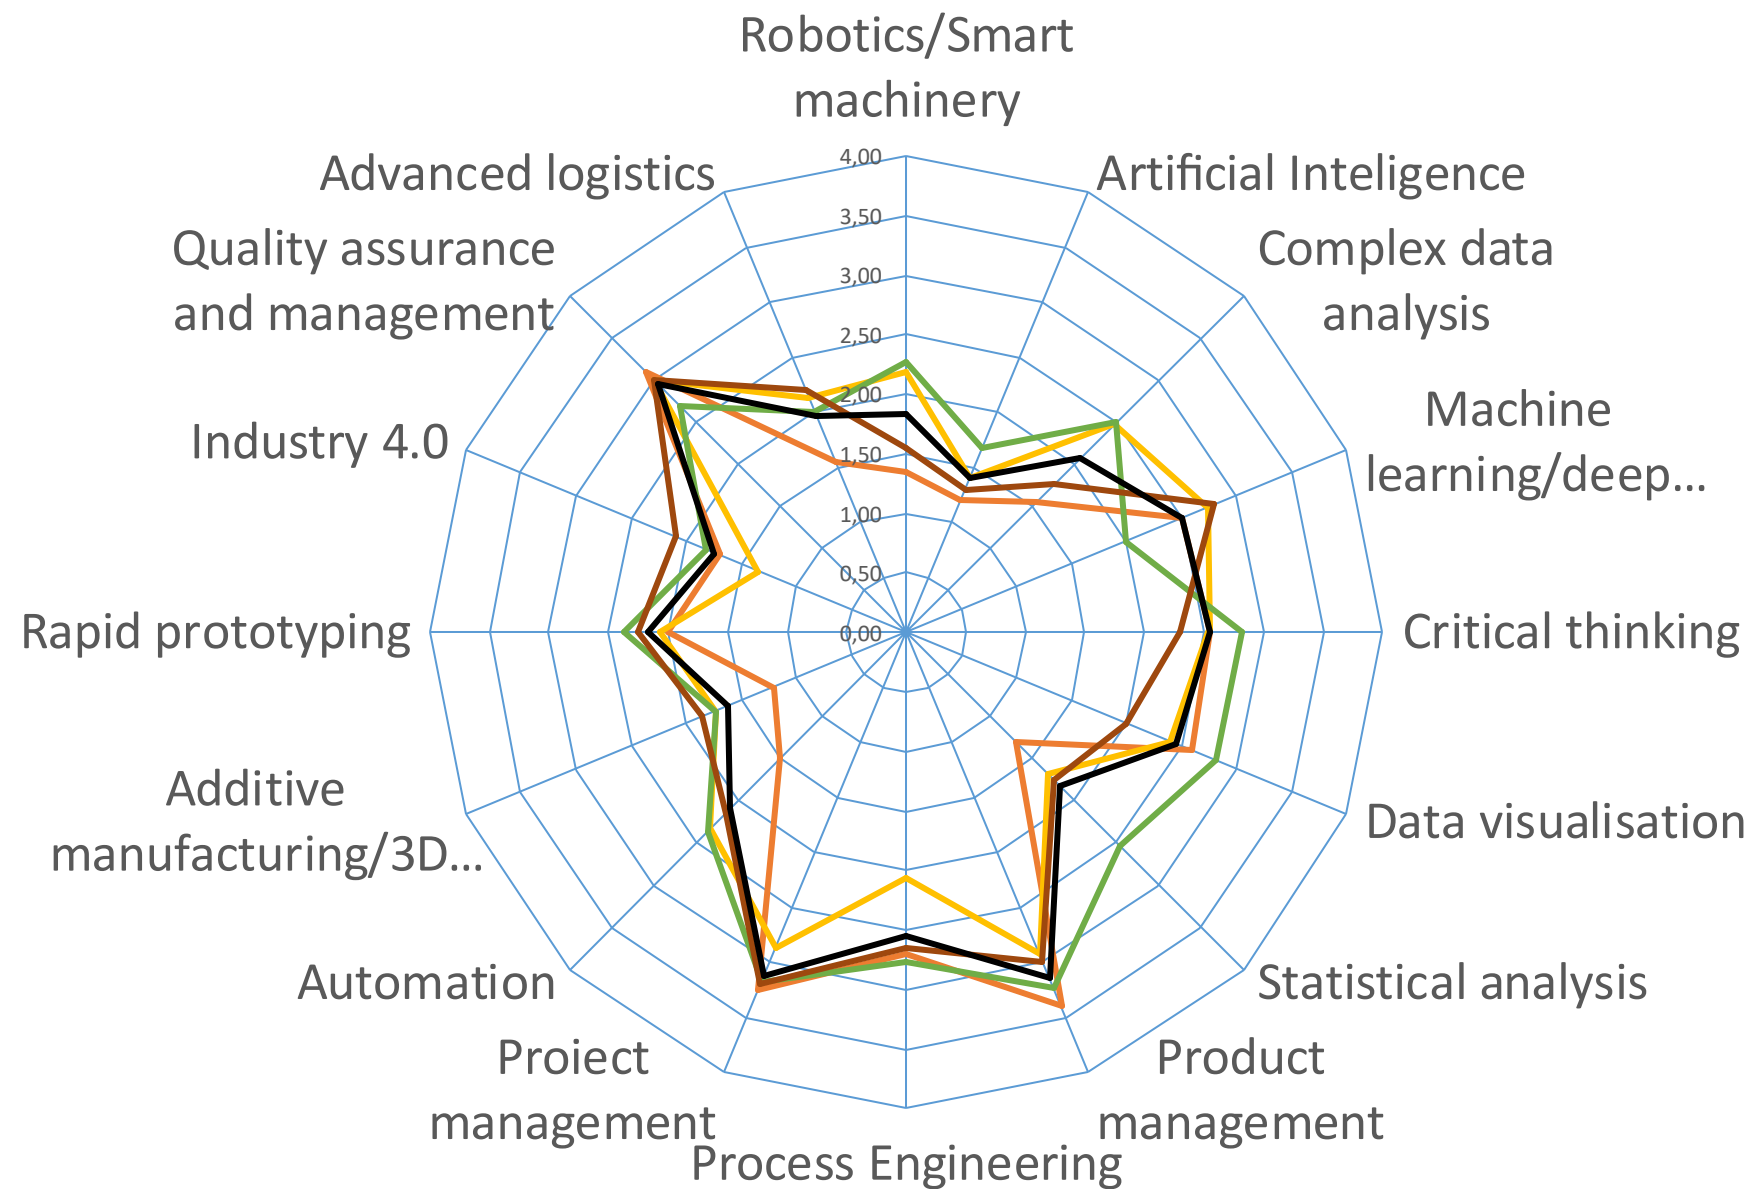 Robotics/Smart
machinery
Advanced logistics
Artificial Inteligence
Quality assurance
and management
Complex data
analysis
Industry 4.0
Machine
learning/deep...
Rapid prototyping
Critical thinking
Additive
manufacturing/3D...
Data visualisation
Automation
Statistical analysis
Proiect
management
Product
management
Process Engineering
4,00
3,50
3,00
2,50
2,00
1,50
1,00
0,50
0,00